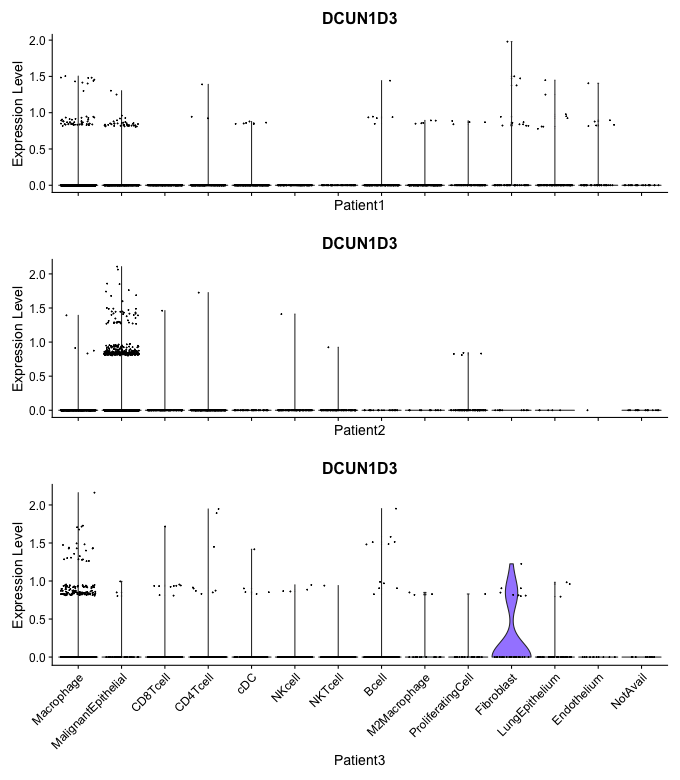 DCUN1D3
Expression Level
2.0
1.5
1.0
0.5
0.0
Patient1
DCUN1D3
Expression Level
2.0
1.5
1.0
0.5
0.0
Patient2
DCUN1D3
Expression Level
2.0
1.5
1.0
0.5
0.0
Macrophage
MalignantEpithelial
CD8Tcell
CD4Tcell
cDC
NKcell
NKTcell
Bcell
M2Macrophage
ProliferatingCell
Fibroblast
LungEpithelium
Endothelium
NotAvail
Patient3